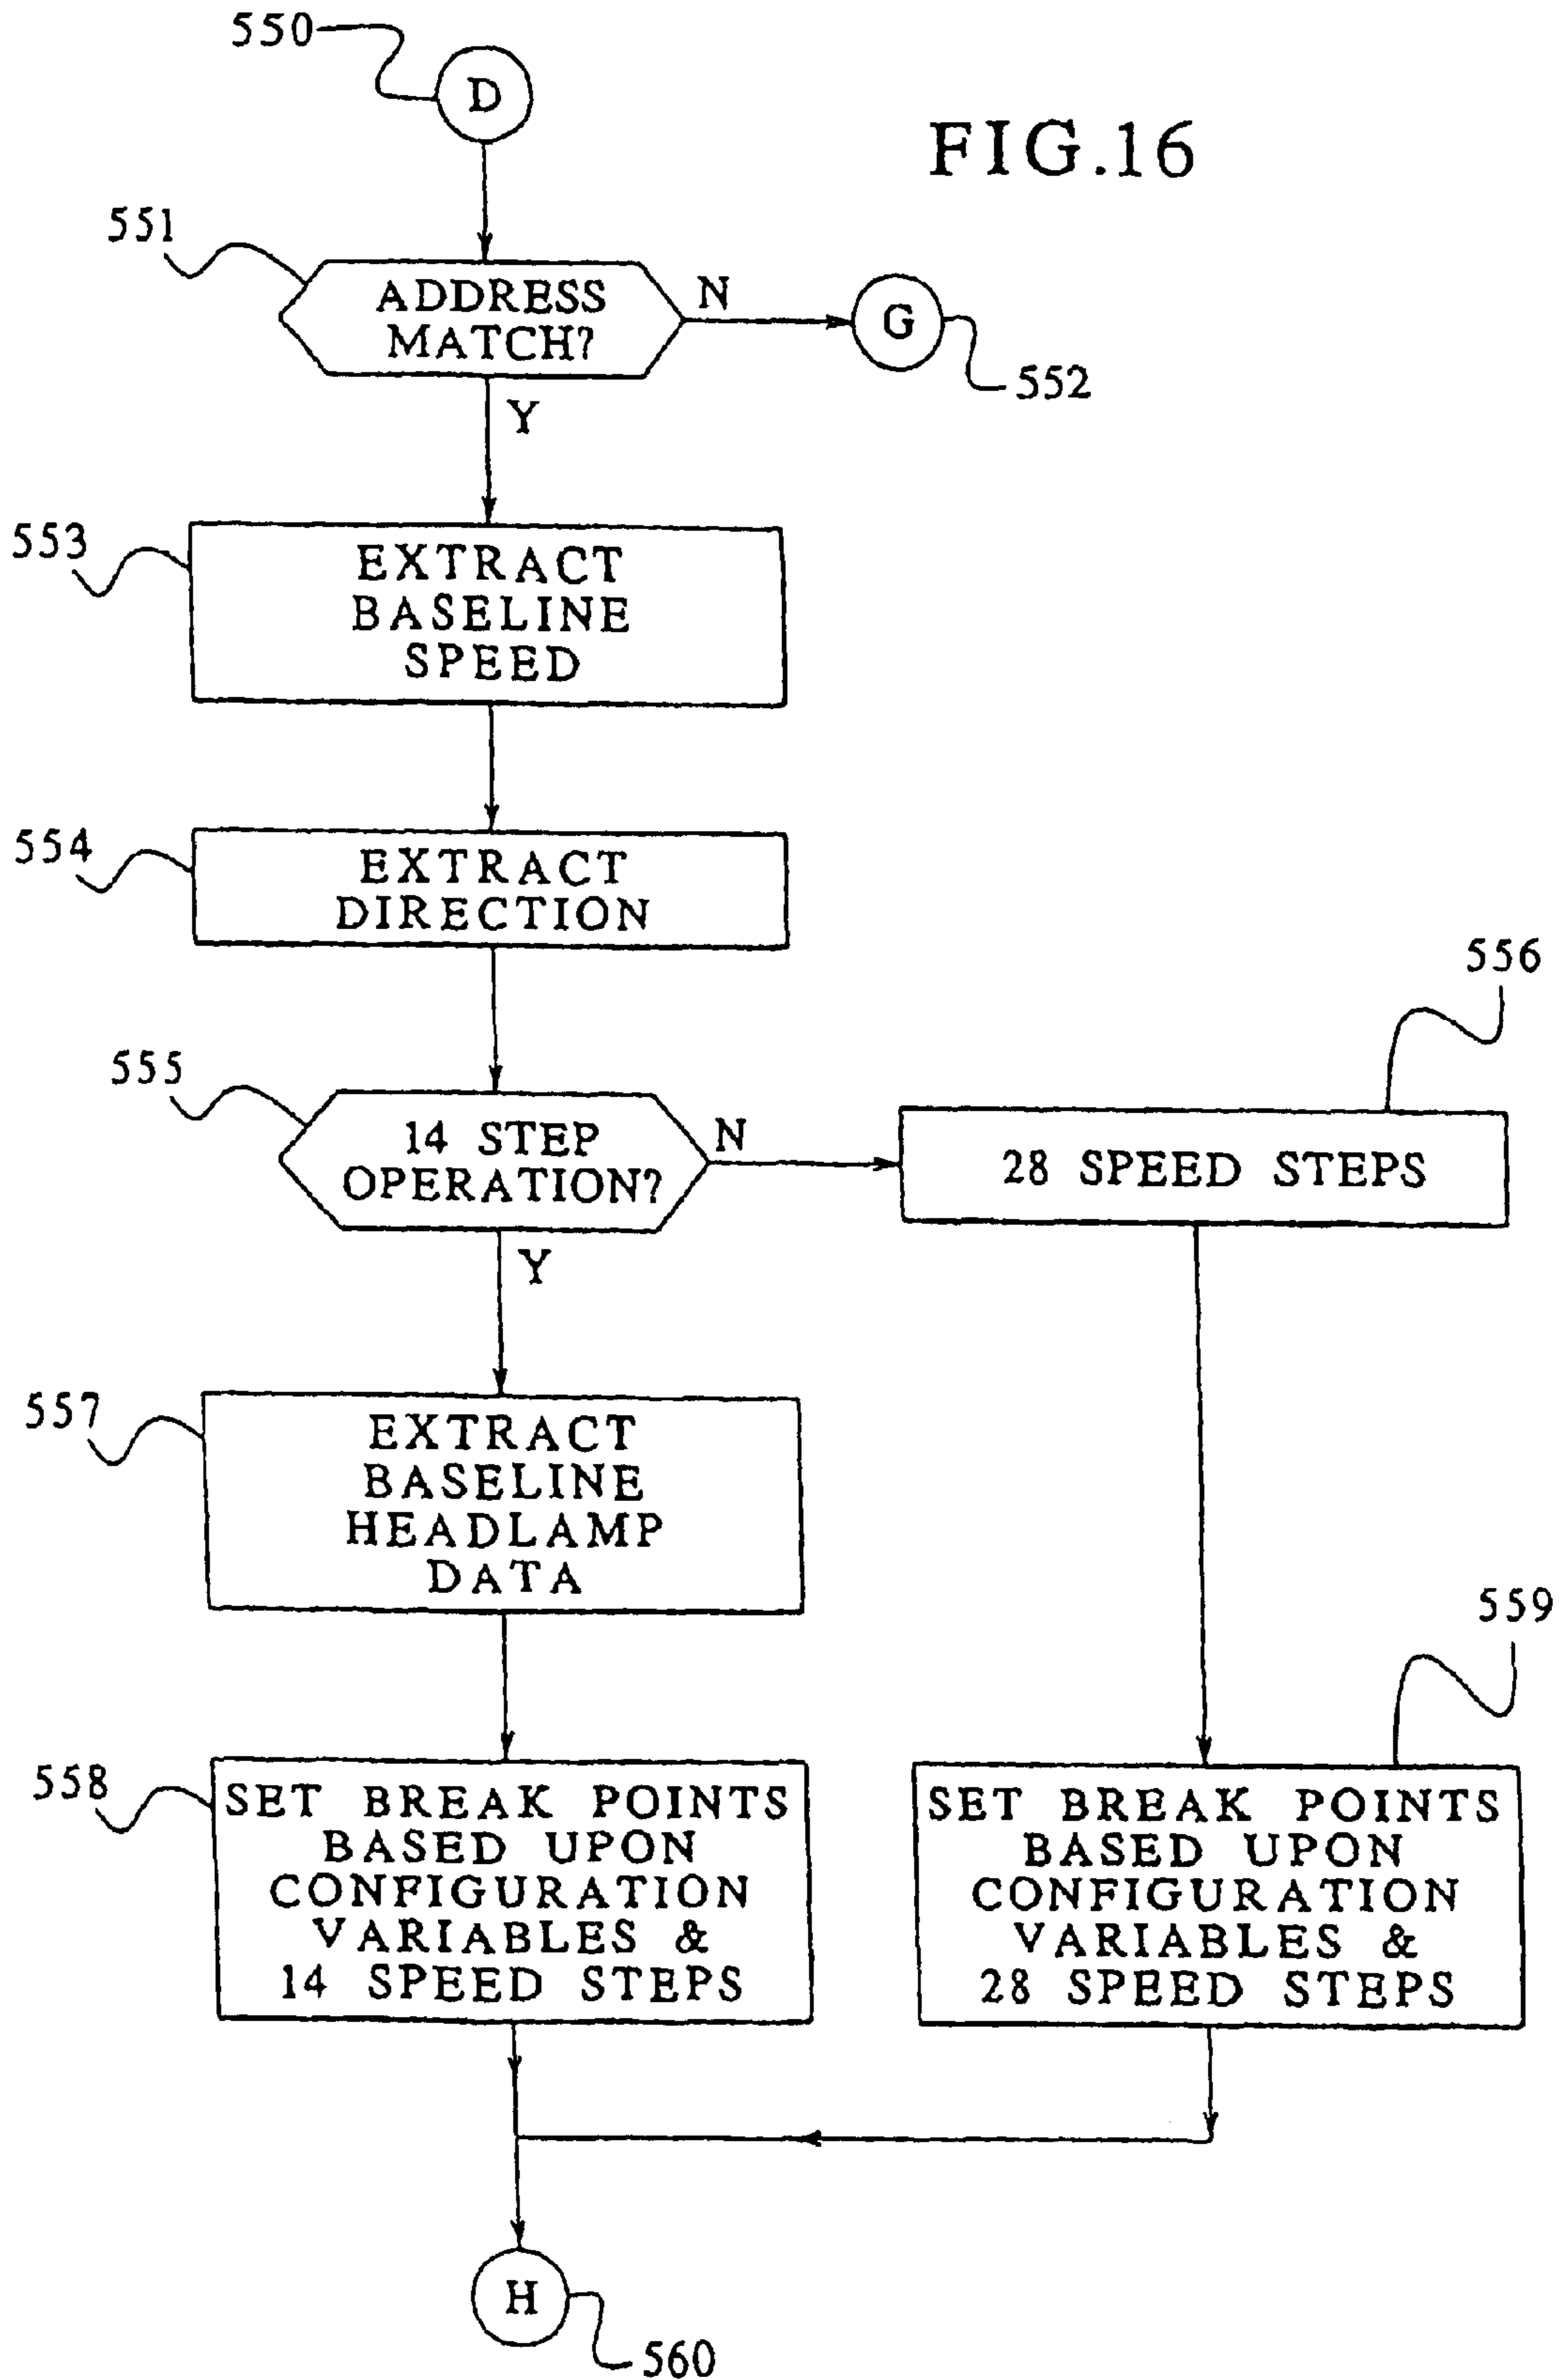 550
D
FIG.16
551
ADDRESS
MATCH?
N
G
552
Y
553
EXTRACT
BASELINE
SPEED
554
EXTRACT
DIRECTION
556
555
14 STEP
OPERATION?
N
28 SPEED STEPS
Y
557
EXTRACT
BASELINE
HEADLAMP
DATA
559
558
SET BREAK POINTS
BASED UPON
CONFIGURATION
VARIABLES &
14 SPEED STEPS
SET BREAK POINTS
BASED UPON
CONFIGURATION
VARIABLES &
28 SPEED STEPS
H
560